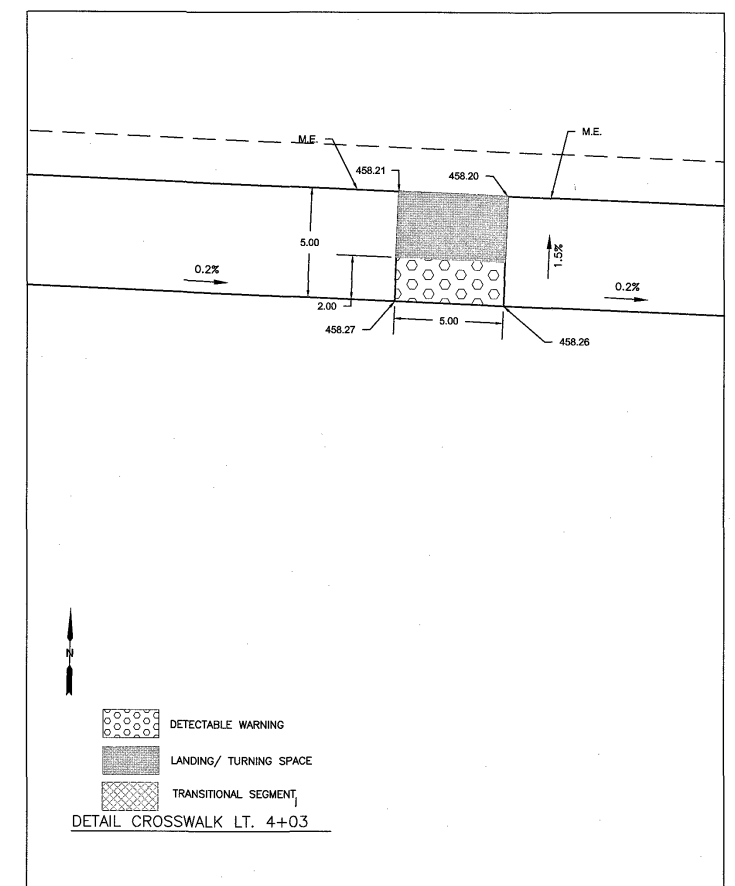 M.E.
M.E.
458.21
458.20
5.00
1.5%
0.2%
0.2%
2.00
5.00
458.27
458.26
N
DETECTABLE WARNING
LANDING/ TURNING SPACE
TRANSITIONAL SEGMENT
DETAIL CROSSWALK LT. 4+03